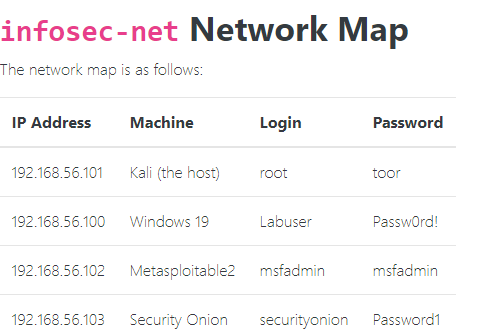 infosec-net Network Map
The network map is as follows:
IP Address Machine Login Password
192.168.56.101 Kali (the host) root toor
192.168.56.100 Windows 19 Labuser Passw0rd!
192.168.56.102 Metasploitable2 msfadmin msfadmin
192.168.56.103 Security Onion securityonion Password1